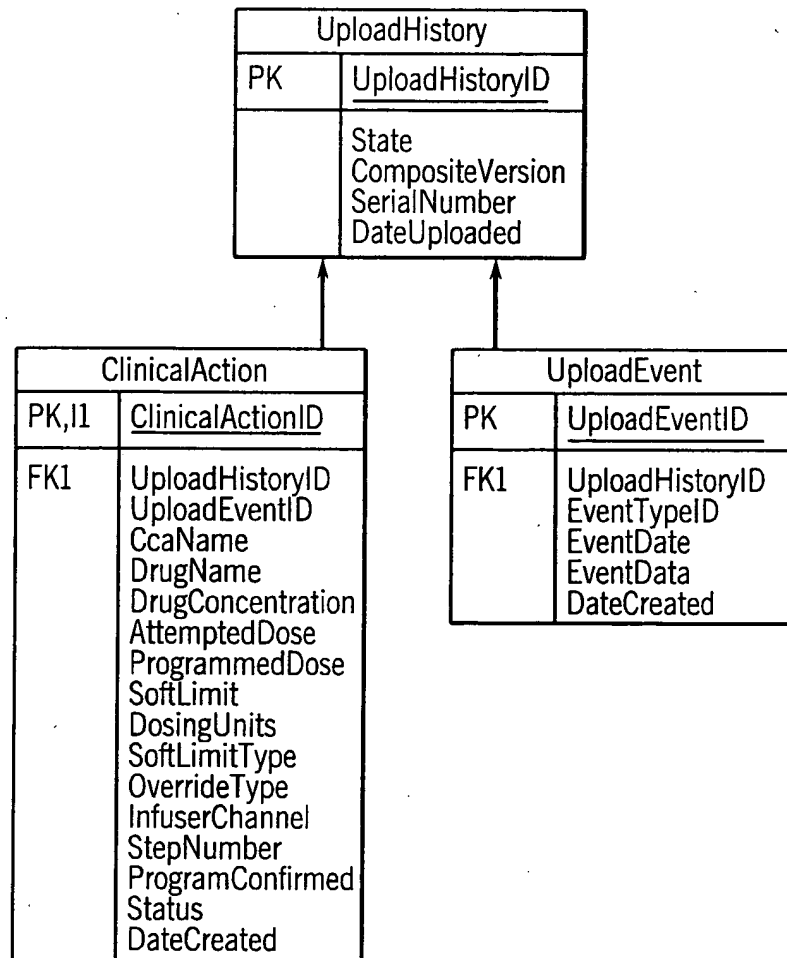 UploadHistory
PK UploadHistoryID
State
CompositeVersion
SerialNumber
DateUploaded
ClinicalAction
PK,I1 ClinicalActionID
FK1 UploadHistoryID
UploadEventID
CcaName
DrugName
DrugConcentration
AttemptedDose
ProgrammedDose
SoftLimit
DosingUnits
SoftLimitType
OverrideType
InfuserChannel
StepNumber
ProgramConfirmed
Status
DateCreated
UploadEvent
PK UploadEventID
FK1 UploadHistoryID
EventTypeID
EventDate
EventData
DateCreated